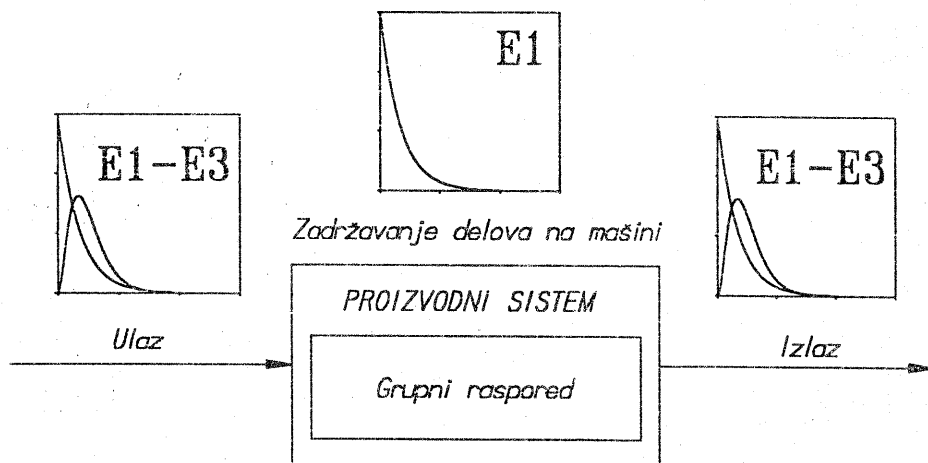 E1
E1-E3
E1-E3
Zadržavanje delova na mašini
PROIZVODNI SISTEM
Ulaz
Izlaz
Grupni raspored